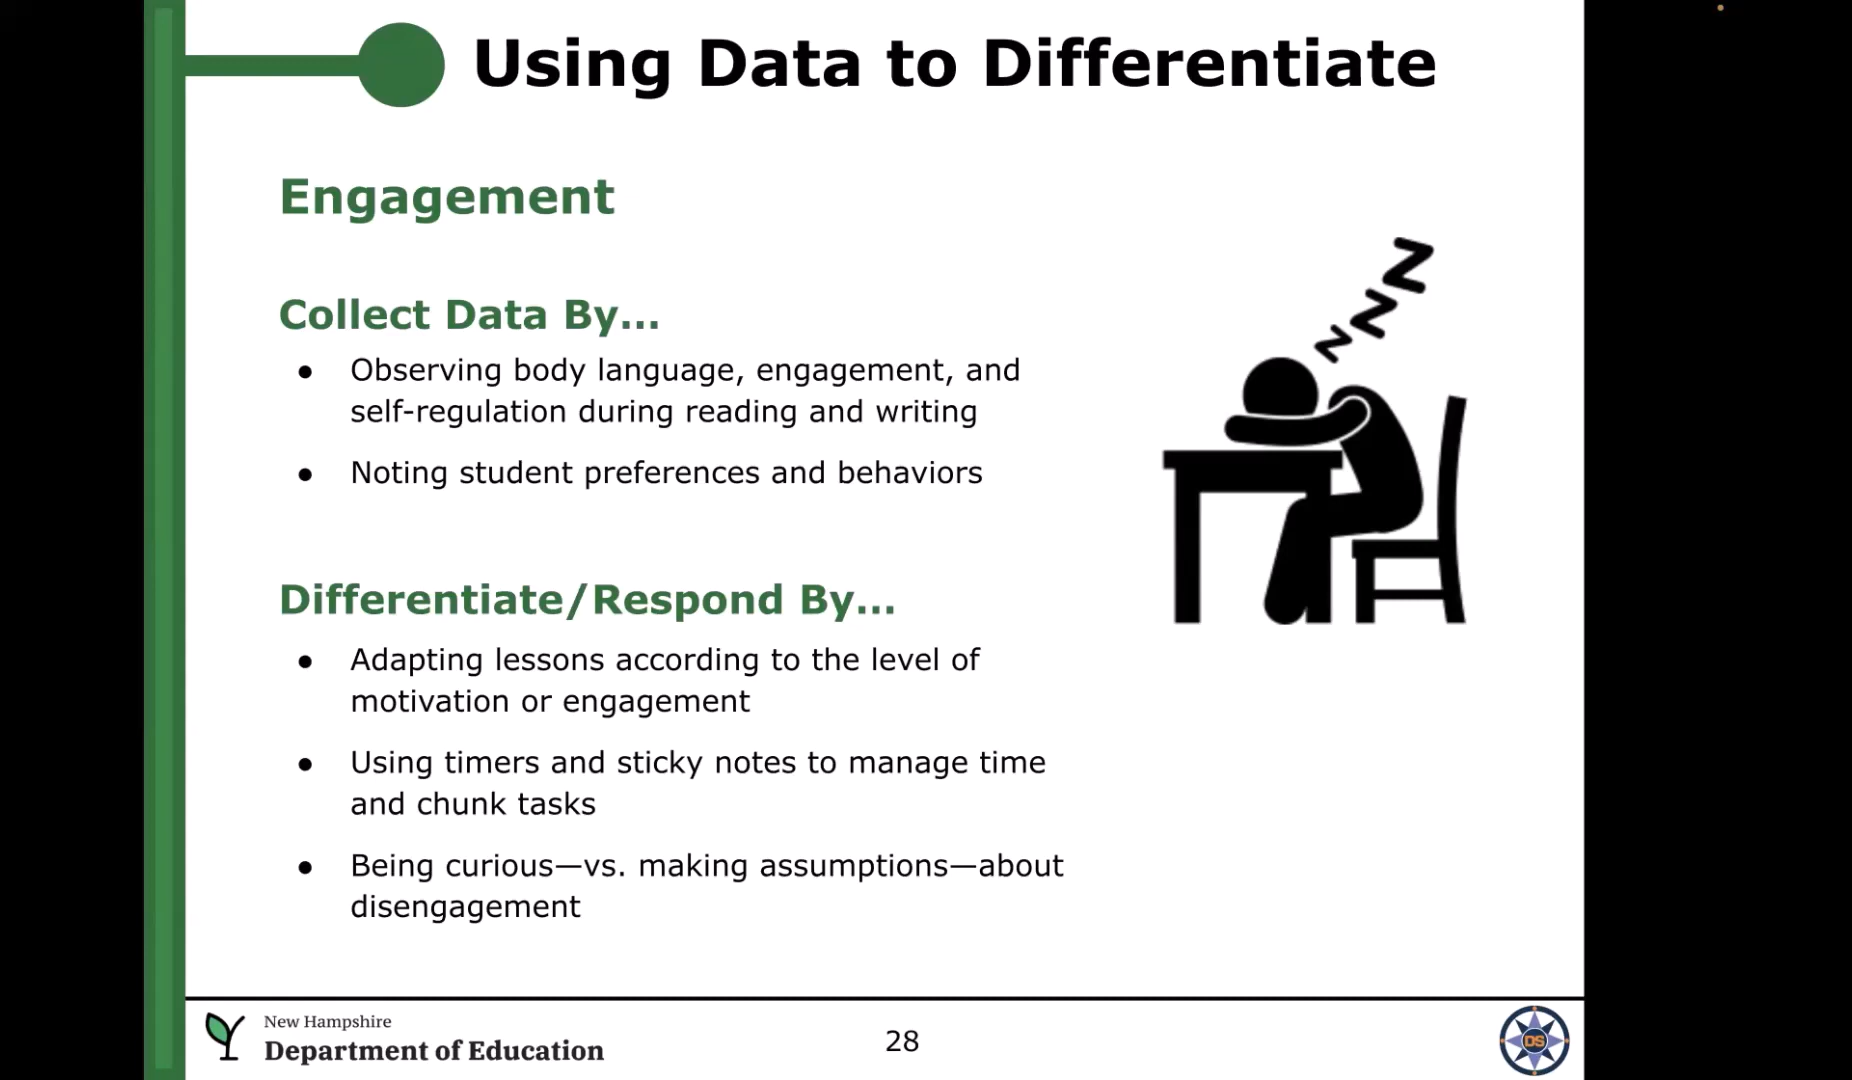 Using Data to Differentiate
Engagement
Collect Data By...
● Observing body language, engagement, and
self-regulation during reading and writing
● Noting student preferences and behaviors
Z
Z
Z
Differentiate/Respond By...
● Adapting lessons according to the level of
motivation or engagement
● Using timers and sticky notes to manage time
and chunk tasks
● Being curious—vs. making assumptions—about
disengagement
New Hampshire
Department of Education
28
DS